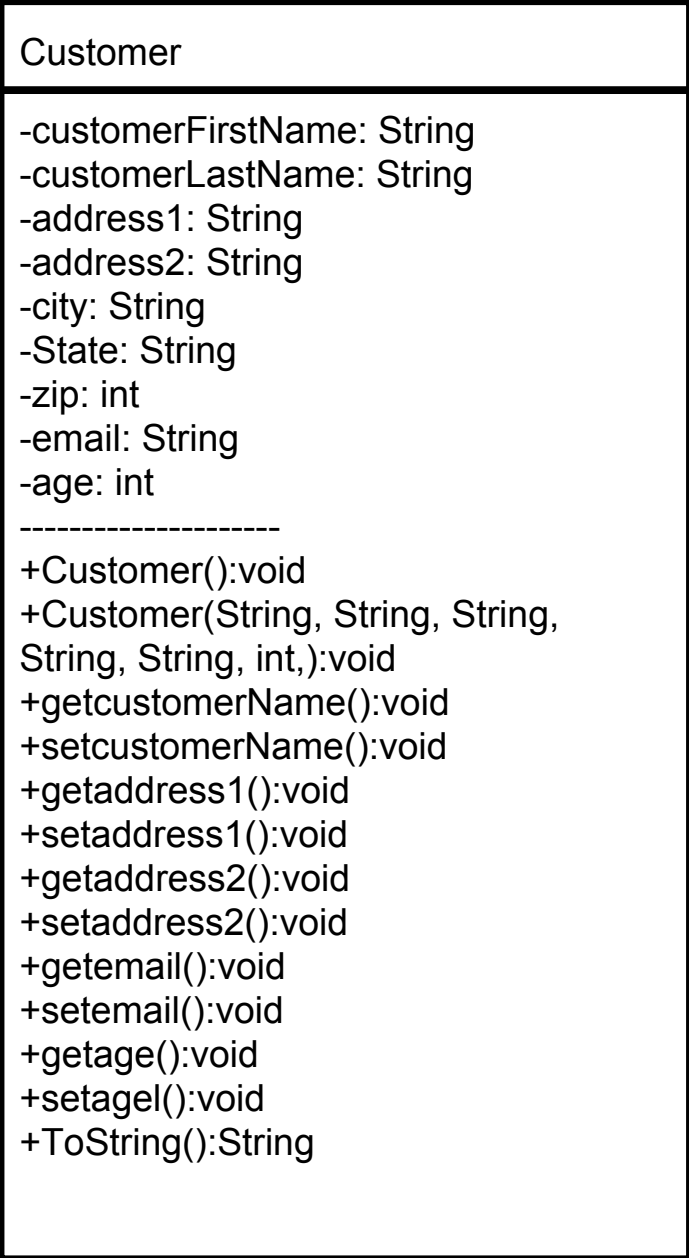 Customer
-customerFirstName: String
-customerLastName: String
-address1: String
-address2: String
-city: String
-State: String
-zip: int
-email: String
-age: int
---------------------
+Customer():void
+Customer(String, String, String,
String, String, int,):void
+getcustomerName():void
+setcustomerName():void
+getaddress1():void
+setaddress1():void
+getaddress2():void
+setaddress2():void
+getemail():void
+setemail():void
+getage():void
+setagel():void
+ToString():String